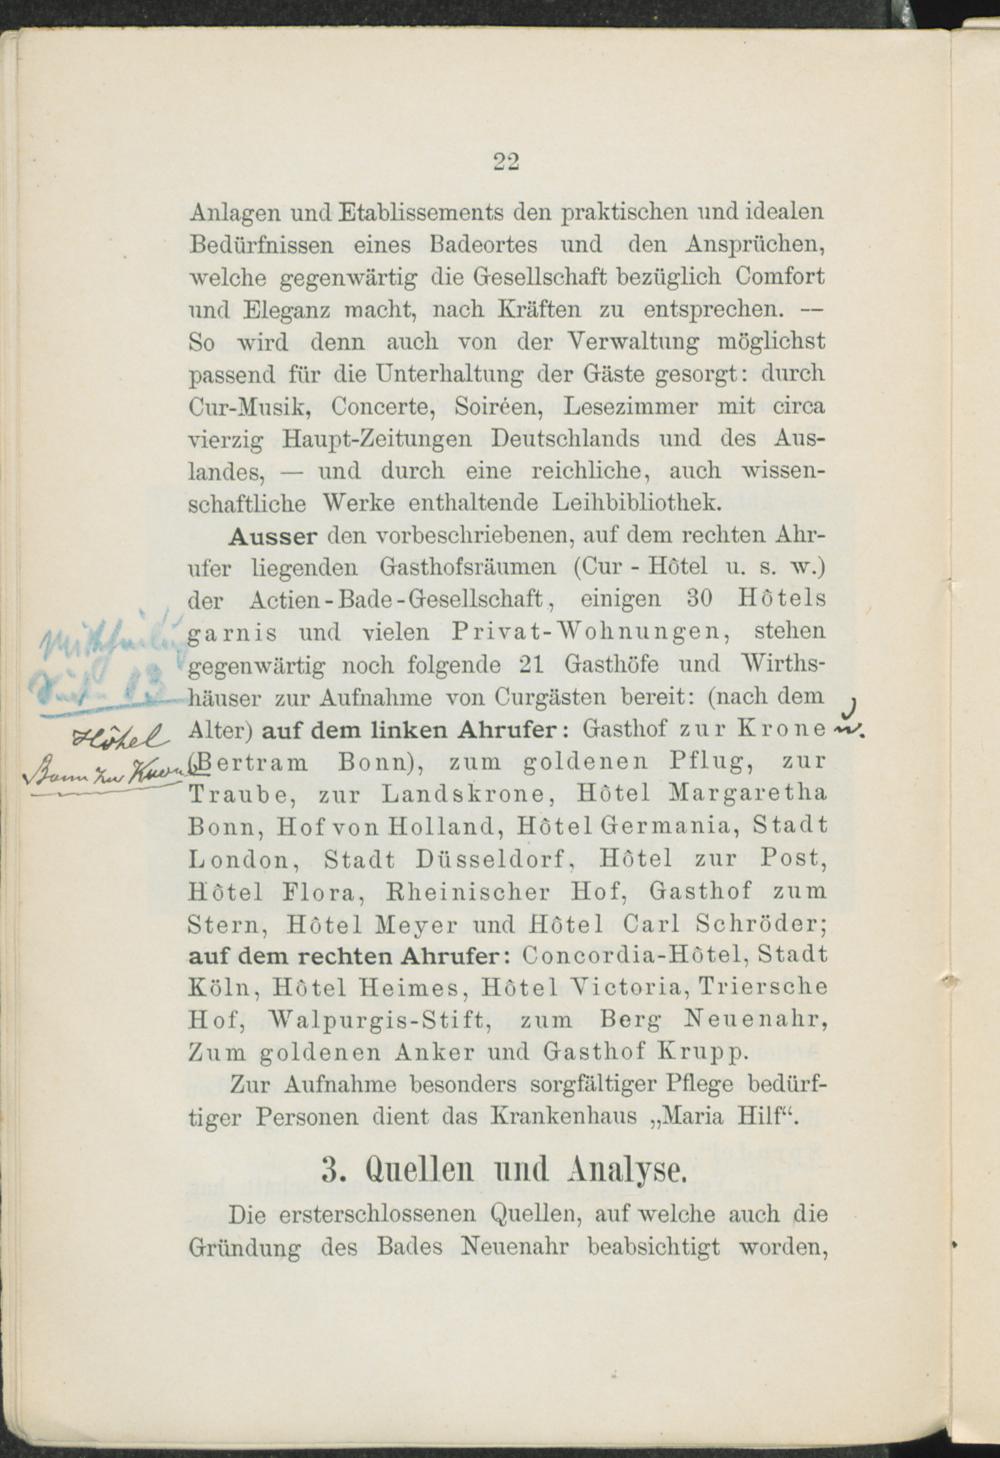 22
Anlagen und Etablissements den praktischen und idealen
Bedürfnissen eines Badeortes und den Ansprüchen,
welche gegenwärtig die Gesellschaft bezüglich Comfort
und Eleganz macht, nach Kräften zu entsprechen. —
So wird denn auch von der Verwaltung möglichst
passend für die Unterhaltung der Gäste gesorgt: durch
Cur-Musik, Concerte, Soiréen, Lesezimmer mit circa
vierzig Haupt-Zeitungen Deutschlands und des Aus-
landes, — und durch eine reichliche, auch wissen-
schaftliche Werke enthaltende Leihbibliothek.
Ausser den vorbeschriebenen, auf dem rechten Ahr-
ufer liegenden Gasthofsräumen (Cur - Hôtel u. s. w.)
der Actien-Bade-Gesellschaft, einigen 30 Hôtels
garnis und vielen Privat-Wohnungen, stehen
gegenwärtig noch folgende 21 Gasthöfe und Wirths-
häuser zur Aufnahme von Curgästen bereit: (nach dem
Alter) auf dem linken Ahrufer: Gasthof zur Krone
(Bertram Bonn), zum goldenen Pflug, zur
Traube, zur Landskrone, Hôtel Margaretha
Bonn, Hof von Holland, Hôtel Germania, Stadt
London, Stadt Düsseldorf, Hôtel zur Post,
Hôtel Flora, Rheinischer Hof, Gasthof zum
Stern, Hôtel Meyer und Hôtel Carl Schröder;
auf dem rechten Ahrufer: Concordia-Hôtel, Stadt
Köln, Hôtel Heimes, Hôtel Victoria, Triersche
Hof, Walpurgis-Stift, zum Berg Neuenahr,
Zum goldenen Anker und Gasthof Krupp.
Zur Aufnahme besonders sorgfältiger Pflege bedürf-
tiger Personen dient das Krankenhaus „Maria Hilf“.
3. Quellen und Analyse.
Die ersterschlossenen Quellen, auf welche auch die
Gründung des Bades Neuenahr beabsichtigt worden,
13
Hôtel
Bonn zur Krone